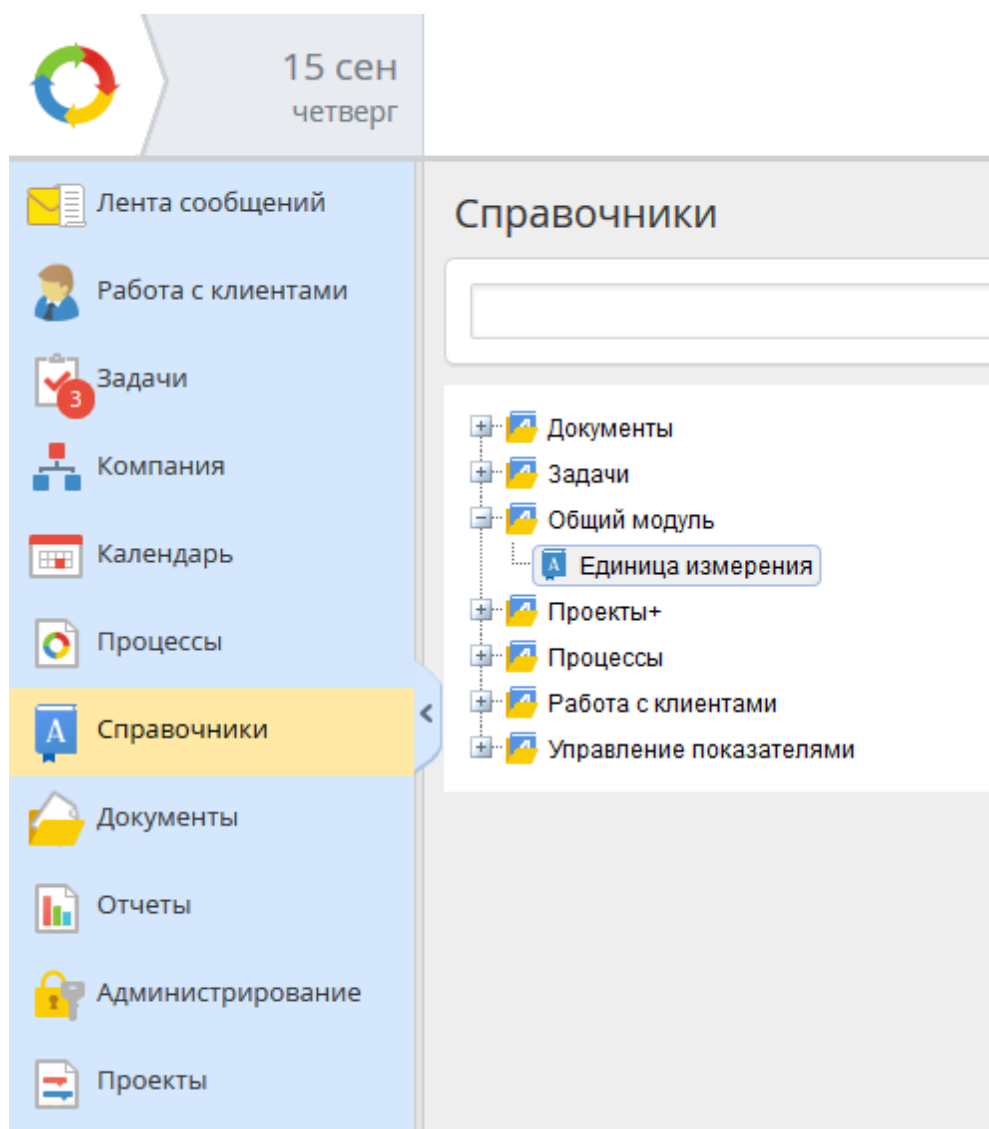 15 сен
четверг
Лента сообщений
Работа с клиентами
Задачи
3
Компания
Календарь
Процессы
Справочники
Документы
Отчеты
Администрирование
Проекты
Справочники
Документы
Задачи
Общий модуль
Единица измерения
Проекты+
Процессы
Работа с клиентами
Управление показателями